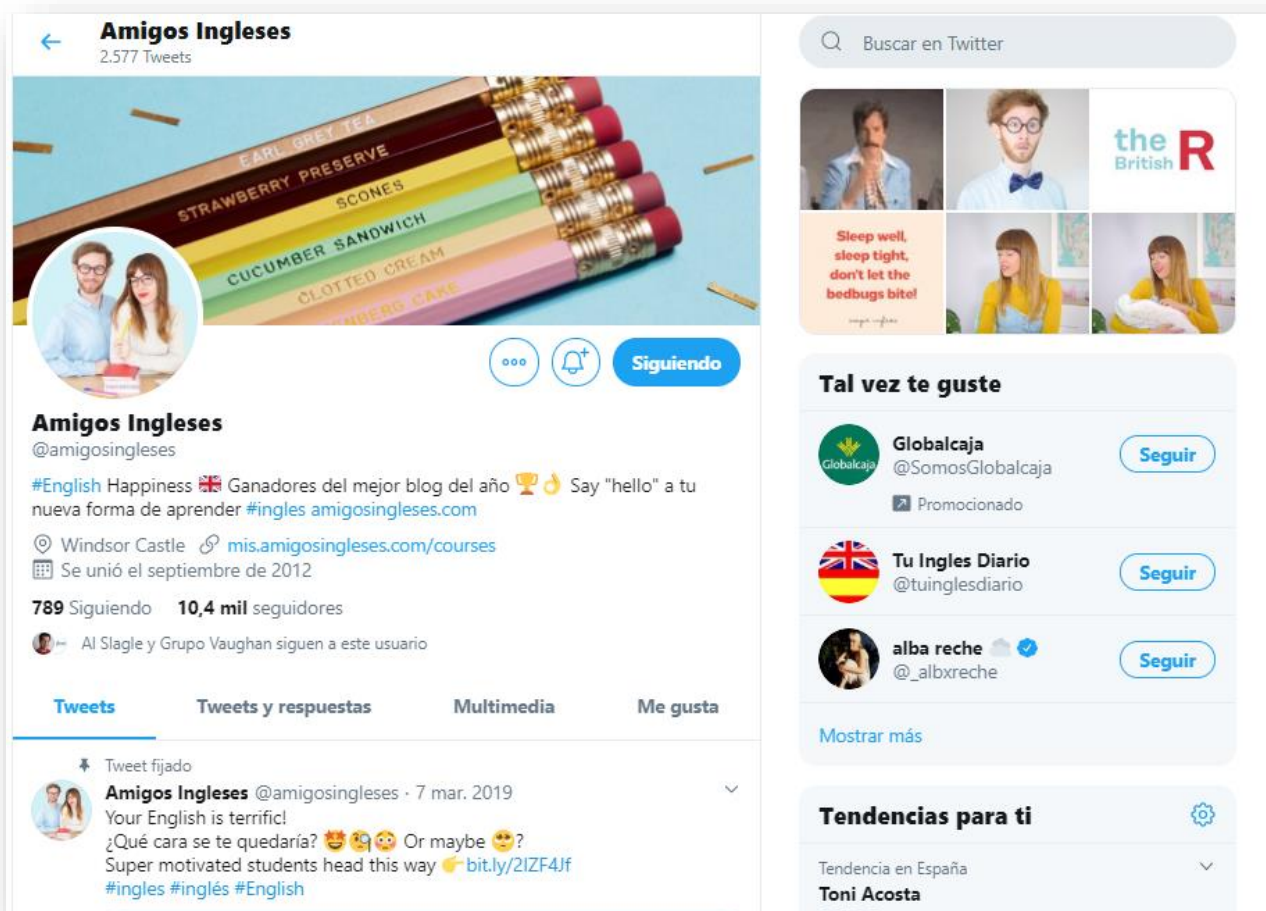 Amigos Ingleses
2.577 Tweets
EARL GREY TEA
STRAWBERRY PRESERVE
SCONES
CUCUMBER SANDWICH
CLOTTED CREAM
CAKE
Siguiendo
Amigos Ingleses
@amigosingleses
#English Happiness 🇬🇧 Ganadores del mejor blog del año 🏆👌 Say "hello" a tu
nueva forma de aprender #ingles amigosingleses.com
Windsor Castle mis.amigosingleses.com/courses
Se unió el septiembre de 2012
789 Siguiendo 10,4 mil seguidores
Al Slagle y Grupo Vaughan siguen a este usuario
Tweets Tweets y respuestas Multimedia Me gusta
Tweet fijado
Amigos Ingleses @amigosingleses · 7 mar. 2019
Your English is terrific!
¿Qué cara se te quedaría? 🤩🧐😳 Or maybe 🥺?
Super motivated students head this way 👉 bit.ly/2IZF4Jf
#ingles #inglés #English
Buscar en Twitter
the
British R
Sleep well,
sleep tight,
don't let the
bedbugs bite!
Tal vez te guste
Globalcaja
Globalcaja
@SomosGlobalcaja
Seguir
Promocionado
Tu Ingles Diario
@tuinglesdiario
Seguir
alba reche
@_albxreche
Seguir
Mostrar más
Tendencias para ti
Tendencia en España
Toni Acosta